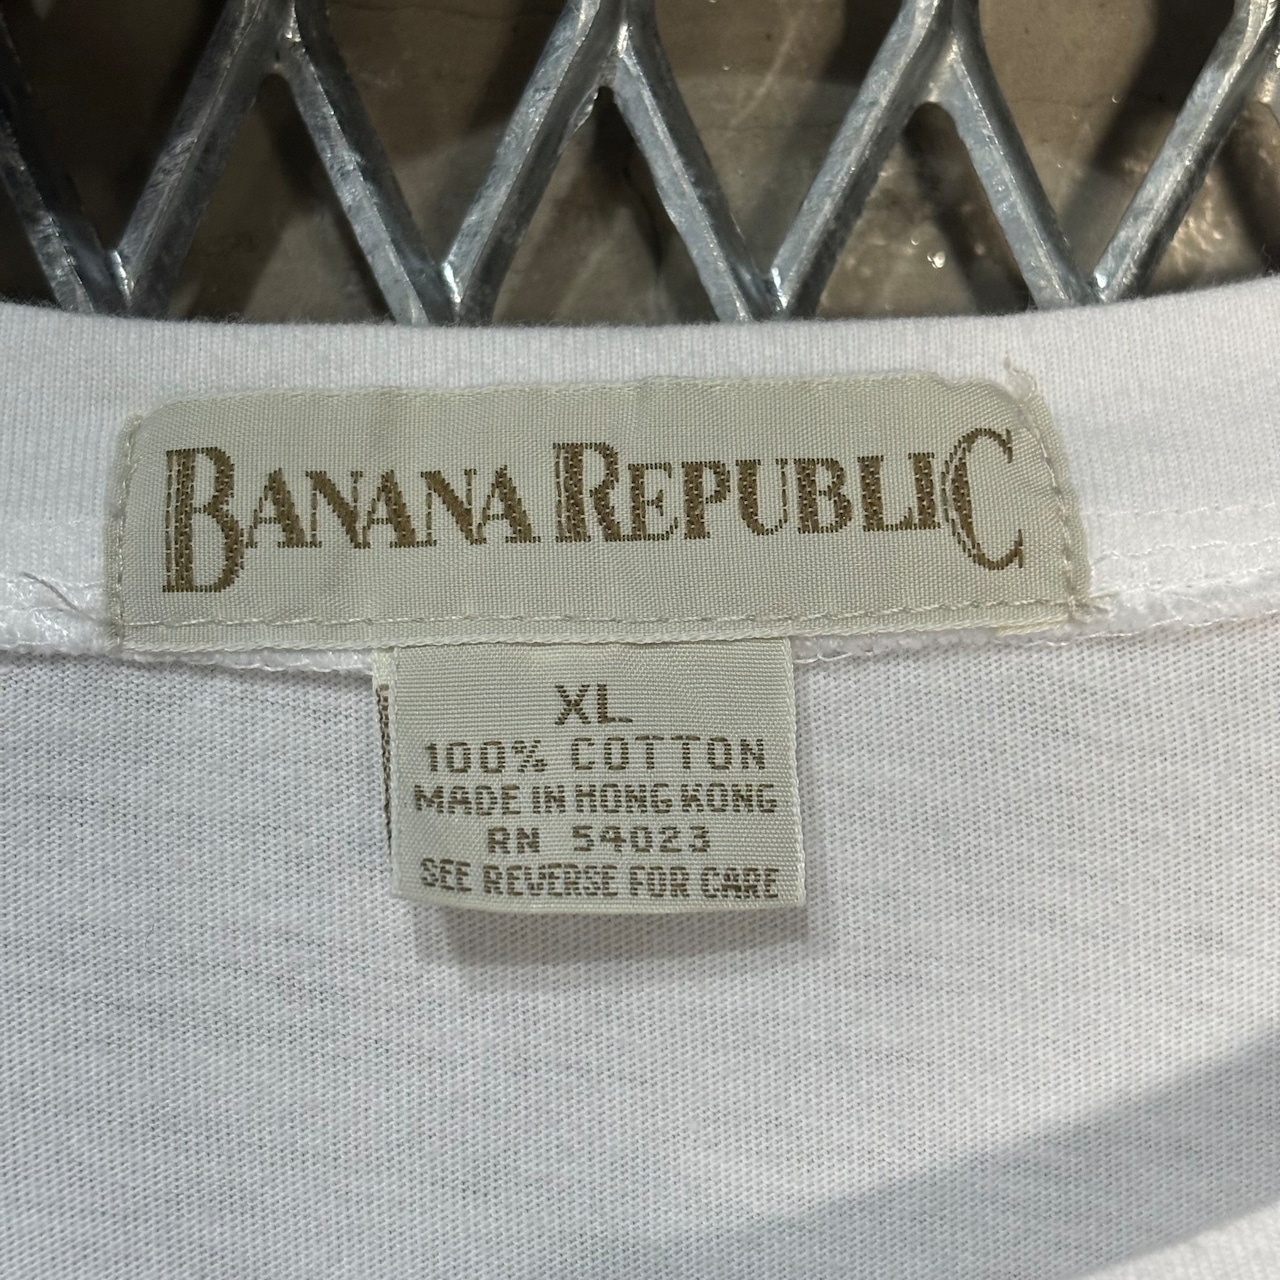 BANANA REPUBLIC
XL
100% COTTON
MADE IN HONG KONG
RN 54023
SEE REVERSE FOR CARE